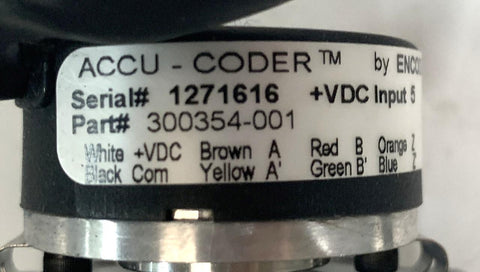 ACCU - CODER™ by
Serial# 1271616 +VDC Input 5
Part# 300354-001
White +VDC Brown A Red B Orange Z
Black Com Yellow A' Green B' Blue